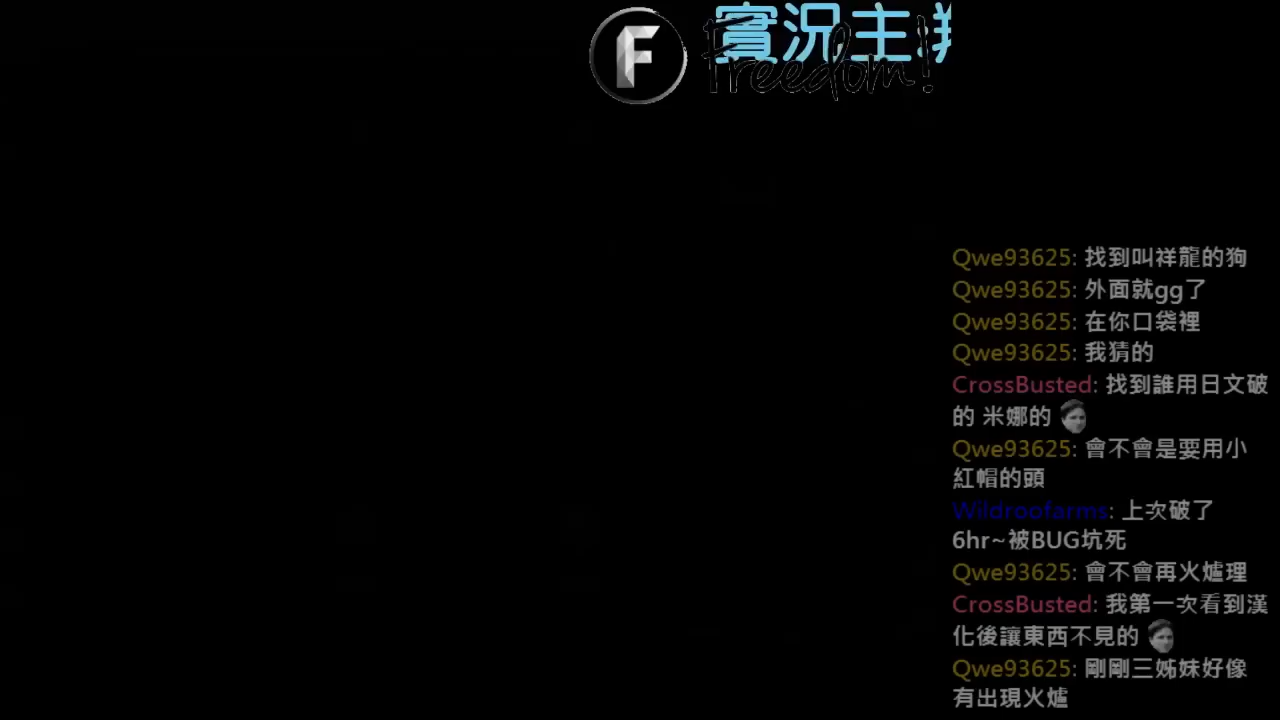 實況主
F
Freedom!
Qwe93625: 找到叫祥龍的狗
Qwe93625: 外面就gg了
Qwe93625: 在你口袋裡
Qwe93625: 我猜的
CrossBusted: 找到誰用日文破
的 米娜的
Qwe93625: 會不會是要用小
紅帽的頭
Wildroofarms: 上次破了
6hr~被BUG坑死
Qwe93625: 會不會再火爐理
CrossBusted: 我第一次看到漢
化後讓東西不見的
Qwe93625: 剛剛三姊妹好像
有出現火爐